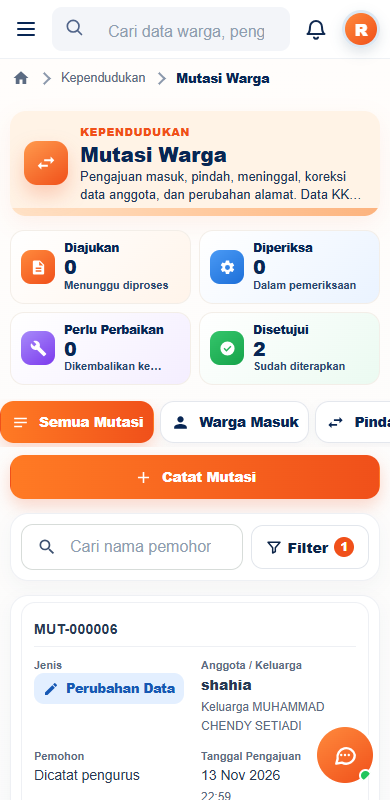 Cari data warga, peng
R
Kependudukan
Mutasi Warga
KEPENDUDUKAN
Mutasi Warga
Pengajuan masuk, pindah, meninggal, koreksi
data anggota, dan perubahan alamat. Data KK...
Diajukan
0
Menunggu diproses
Diperiksa
0
Dalam pemeriksaan
Perlu Perbaikan
0
Dikembalikan ke...
Disetujui
2
Sudah diterapkan
Semua Mutasi
Warga Masuk
Pinda
Catat Mutasi
Cari nama pemohor
Filter 1
MUT-000006
Jenis
Perubahan Data
Anggota / Keluarga
shahia
Keluarga MUHAMMAD
CHENDY SETIADI
Pemohon
Dicatat pengurus
Tanggal Pengajuan
13 Nov 2026
22:59